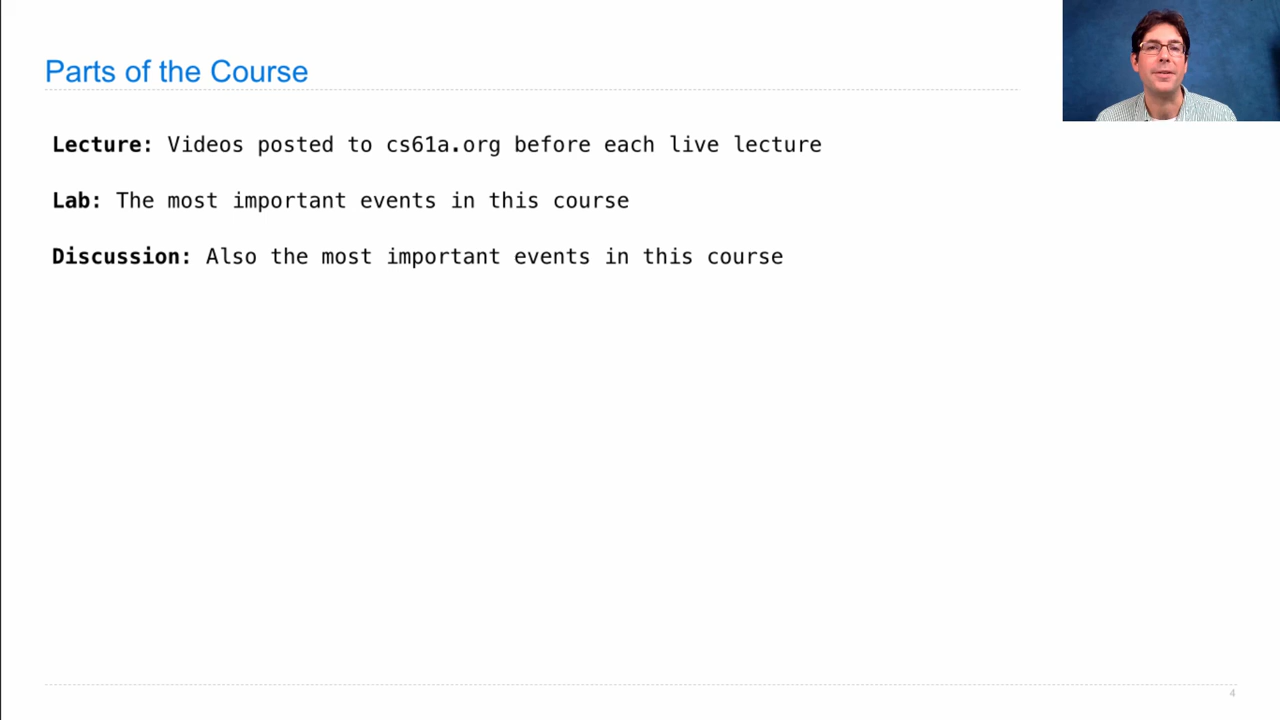 Parts of the Course
Lecture: Videos posted to cs61a.org before each live lecture
Lab: The most important events in this course
Discussion: Also the most important events in this course
4